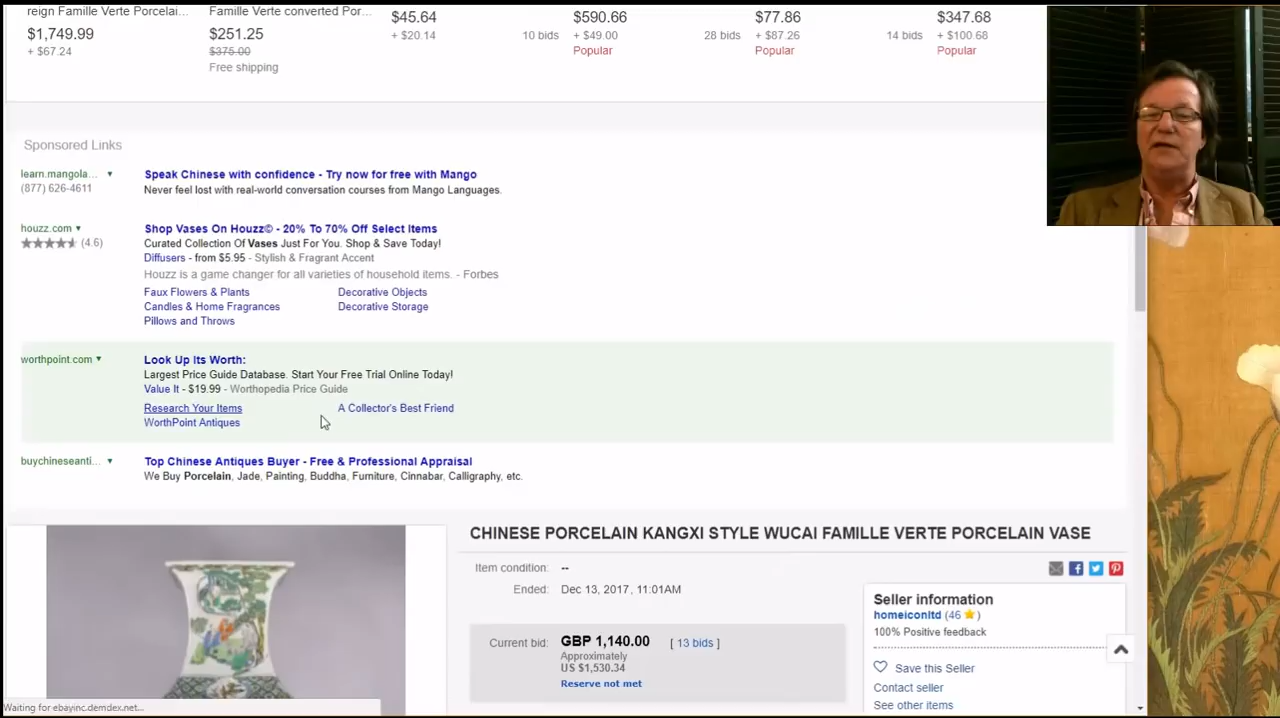 reign Famille Verte Porcelai...
Famille Verte converted Por...
$1,749.99
$251.25
$45.64
$590.66
$77.86
$347.68
+ $67.24
$375.00
+ $20.14
10 bids
+ $49.00
28 bids
+ $87.26
14 bids
+ $100.68
Free shipping
Popular
Popular
Popular
Sponsored Links
learn.mangola...
Speak Chinese with confidence - Try now for free with Mango
(877) 626-4611
Never feel lost with real-world conversation courses from Mango Languages.
houzz.com
Shop Vases On Houzz© - 20% To 70% Off Select Items
(4.6)
Curated Collection Of Vases Just For You. Shop & Save Today!
Diffusers - from $5.95 - Stylish & Fragrant Accent
Houzz is a game changer for all varieties of household items. - Forbes
Faux Flowers & Plants
Decorative Objects
Candles & Home Fragrances
Decorative Storage
Pillows and Throws
worthpoint.com
Look Up Its Worth:
Largest Price Guide Database. Start Your Free Trial Online Today!
Value It - $19.99 - Worthopedia Price Guide
Research Your Items
A Collector's Best Friend
WorthPoint Antiques
buychineseanti...
Top Chinese Antiques Buyer - Free & Professional Appraisal
We Buy Porcelain, Jade, Painting, Buddha, Furniture, Cinnabar, Calligraphy, etc.
CHINESE PORCELAIN KANGXI STYLE WUCAI FAMILLE VERTE PORCELAIN VASE
Item condition: --
Ended: Dec 13, 2017, 11:01AM
Current bid: GBP 1,140.00 [ 13 bids ]
Approximately
US $1,530.34
Reserve not met
Seller information
homeiconltd (46 )
100% Positive feedback
Save this Seller
Contact seller
See other items
Waiting for ebayinc.demdex.net...